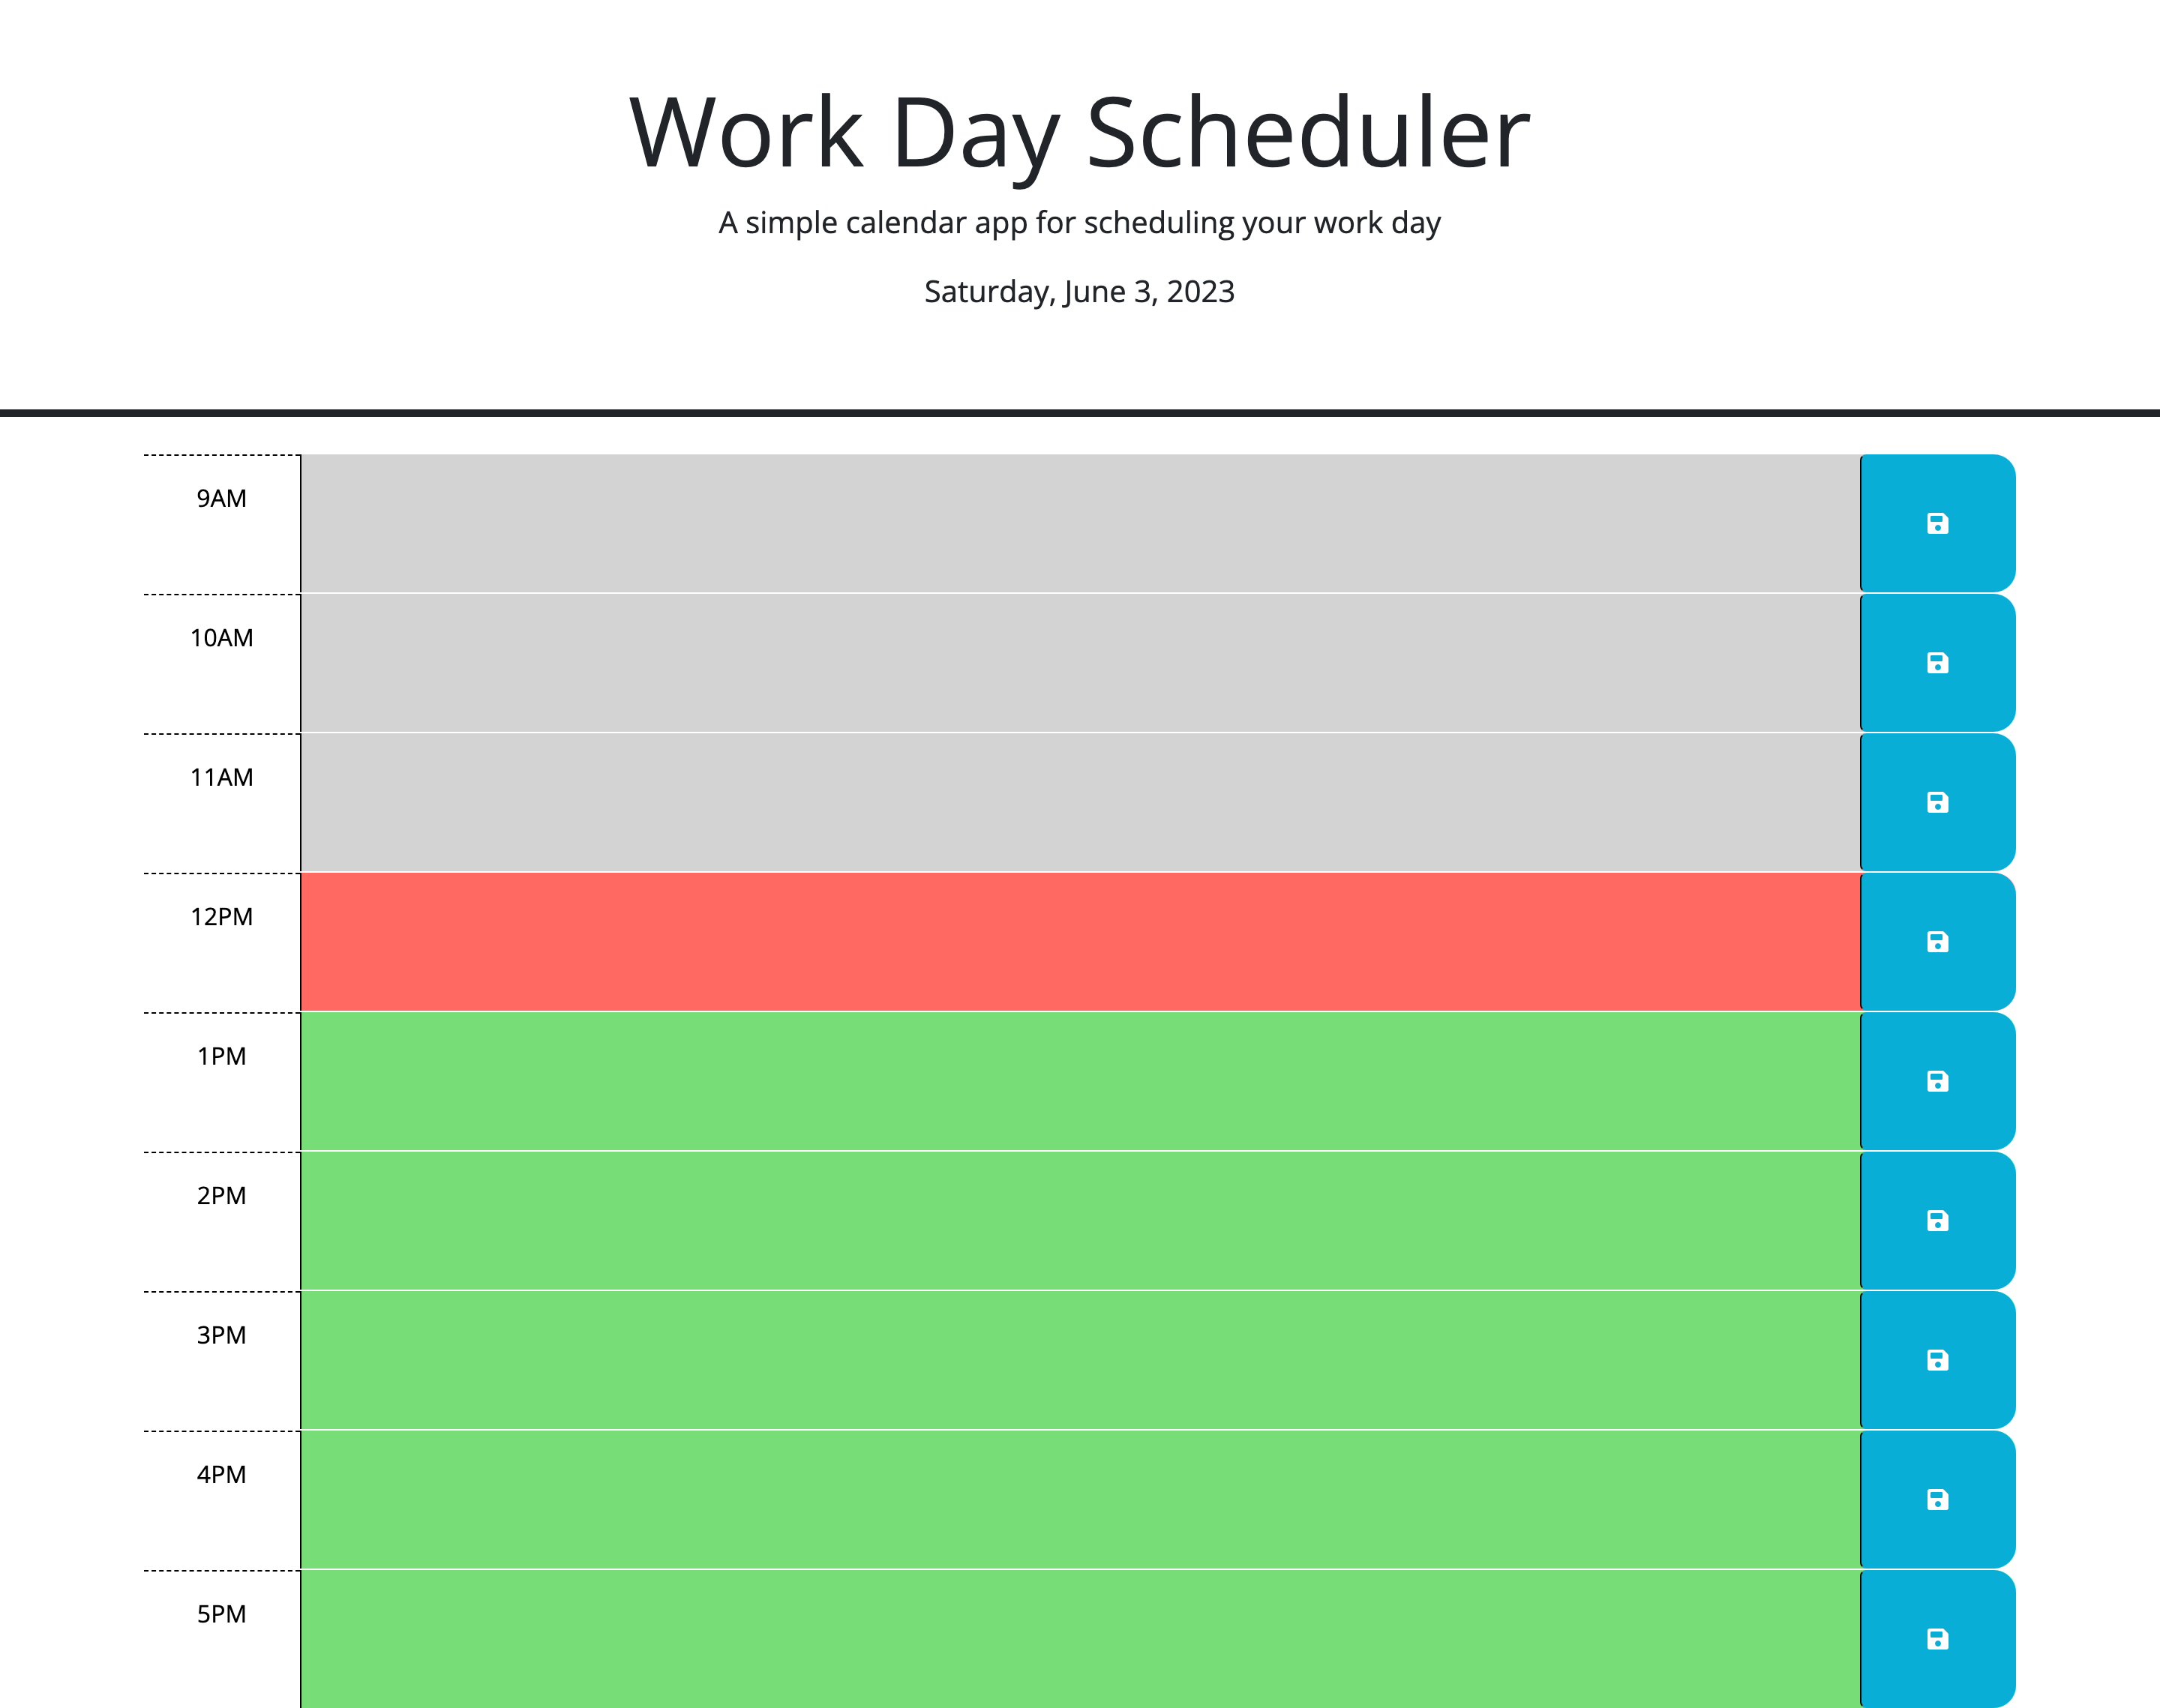 Work Day Scheduler
A simple calendar app for scheduling your work day
Saturday, June 3, 2023
9AM
10AM
11AM
12PM
1PM
2PM
3PM
4PM
5PM